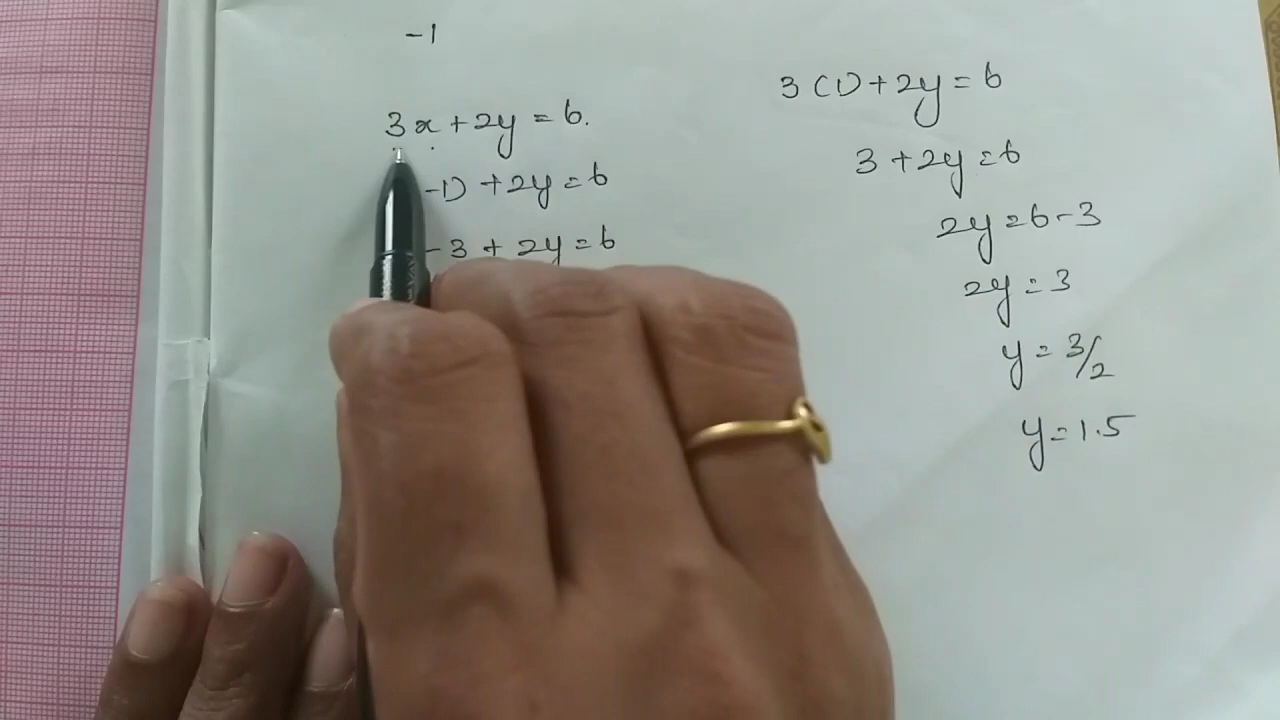 -1
3x + 2y = 6.
-1) + 2y = 6
- 3 + 2y = 6
3 (1) + 2y = 6
3 + 2y = 6
2y = 6 - 3
2y = 3
y = 3/2
y = 1.5